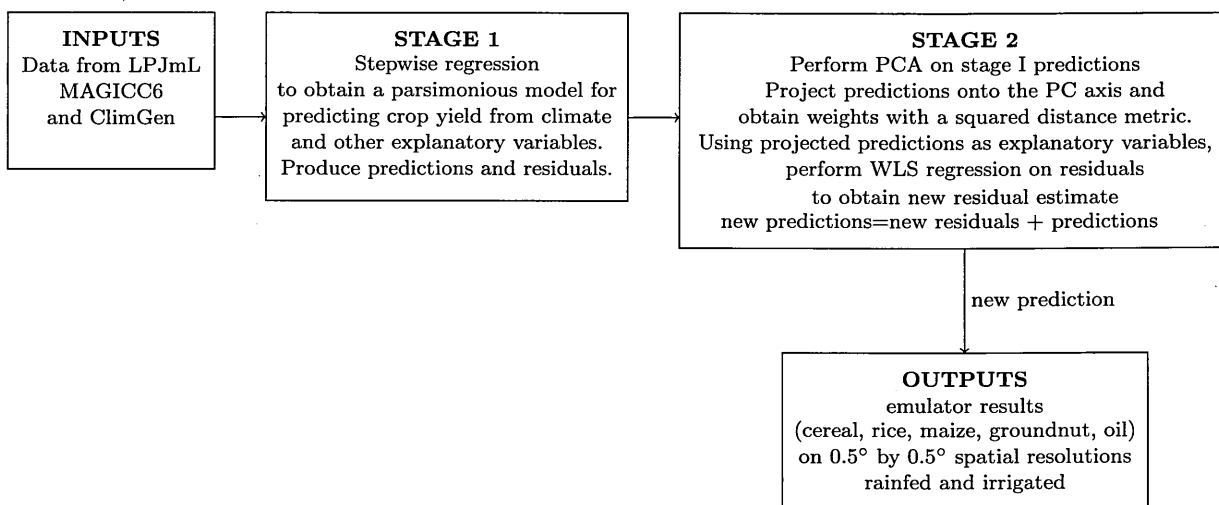 INPUTS
Data from LPJmL
MAGICC6
and ClimGen
STAGE 1
Stepwise regression
to obtain a parsimonious model for
predicting crop yield from climate
and other explanatory variables.
Produce predictions and residuals.
STAGE 2
Perform PCA on stage I predictions
Project predictions onto the PC axis and
obtain weights with a squared distance metric.
Using projected predictions as explanatory variables,
perform WLS regression on residuals
to obtain new residual estimate
new predictions=new residuals + predictions
new prediction
OUTPUTS
emulator results
(cereal, rice, maize, groundnut, oil)
on 0.5° by 0.5° spatial resolutions
rainfed and irrigated